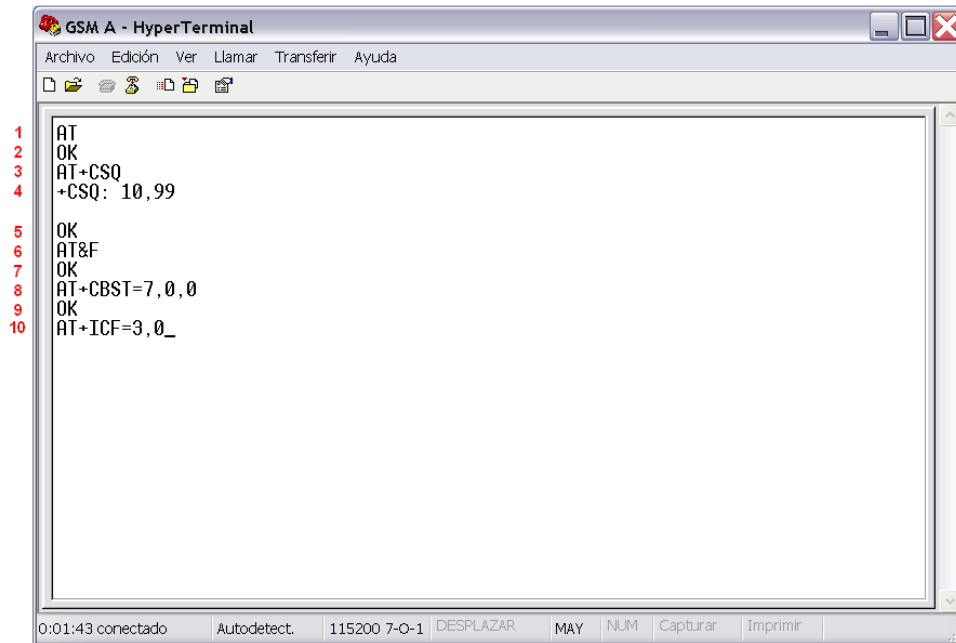 GSM A - HyperTerminal
Archivo Edición Ver Llamar Transferir Ayuda
1 AT
2 OK
3 AT+CSQ
4 +CSQ: 10,99
5 OK
6 AT&F
7 OK
8 AT+CBST=7,0,0
9 OK
10 AT+ICF=3,0_
0:01:43 conectado Autodetect. 115200 7-O-1 DESPLAZAR MAY NUM Capturar Imprimir